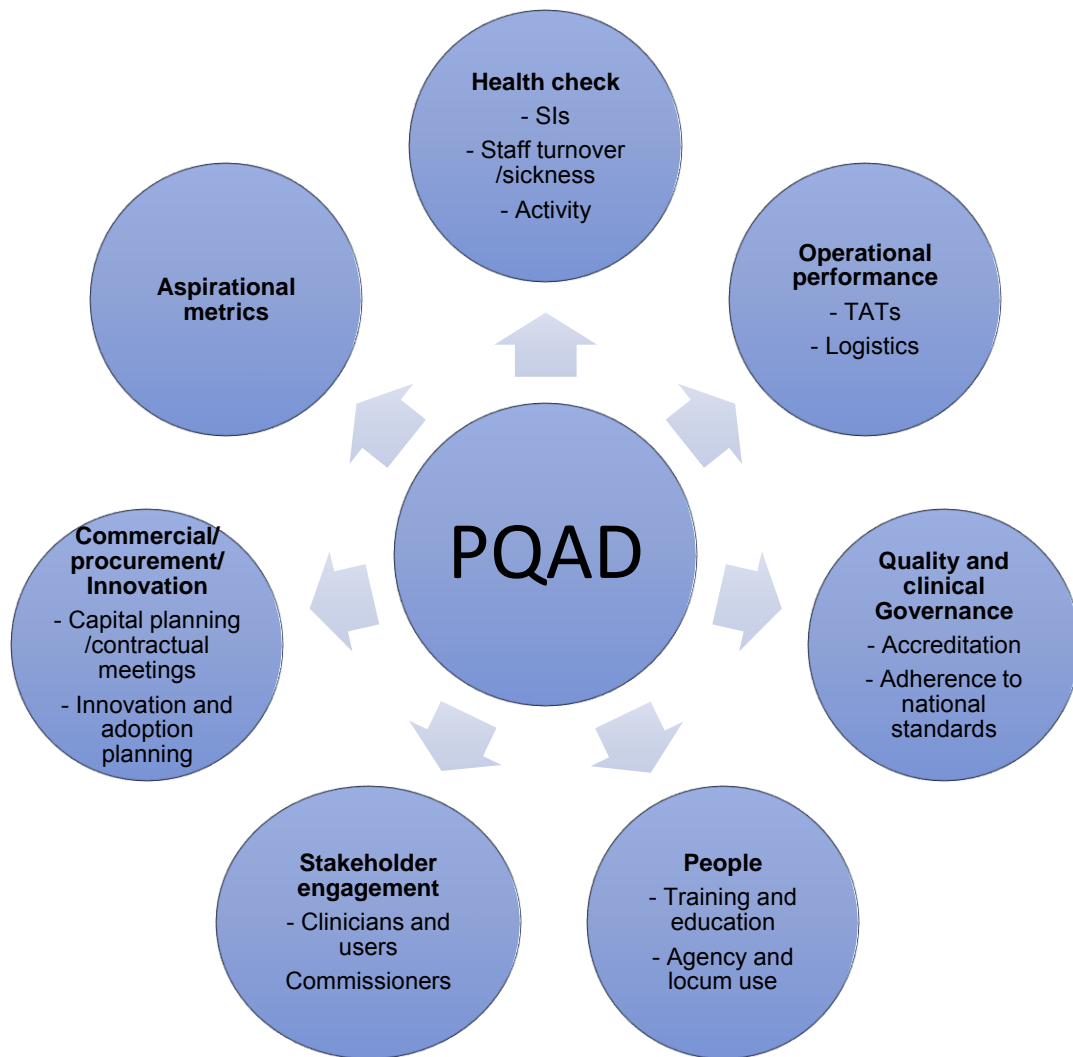 Health check
- SIs
- Staff turnover
/sickness
- Activity
Operational
performance
- TATs
- Logistics
Quality and
clinical
Governance
- Accreditation
- Adherence to
national
standards
People
- Training and
education
- Agency and
locum use
Stakeholder
engagement
- Clinicians and
users
Commissioners
Commercial/
procurement/
Innovation
- Capital planning
/contractual
meetings
- Innovation and
adoption
planning
Aspirational
metrics
PQAD